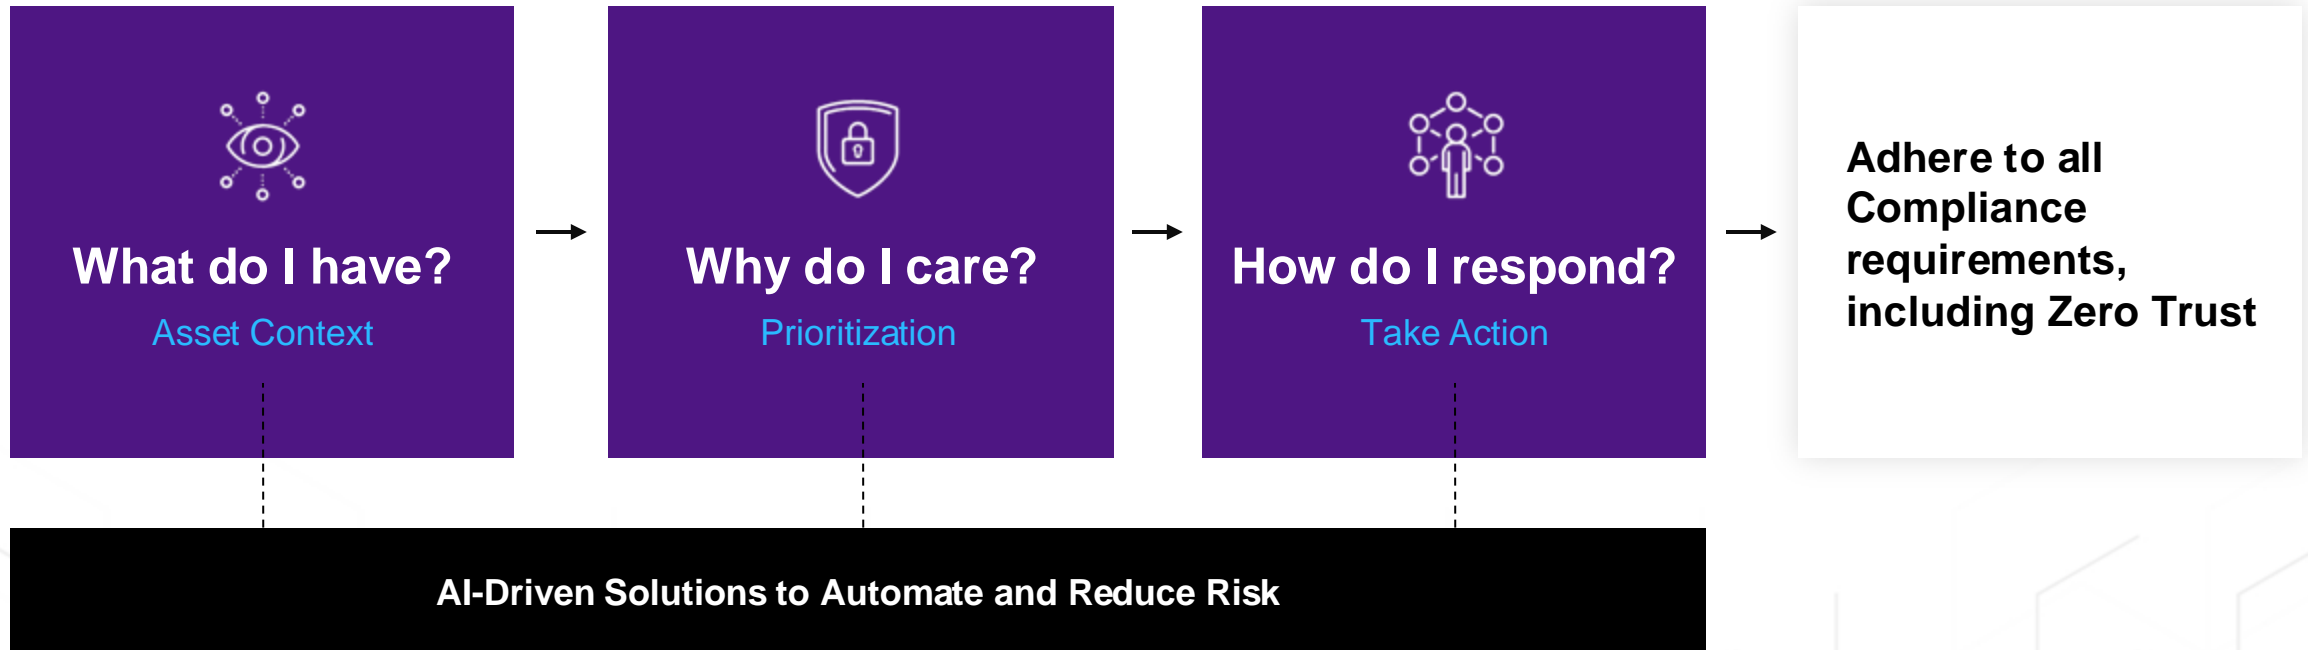 What do I have?
Asset Context
Why do I care?
Prioritization
How do I respond?
Take Action
Adhere to all
Compliance
requirements,
including Zero Trust
AI-Driven Solutions to Automate and Reduce Risk